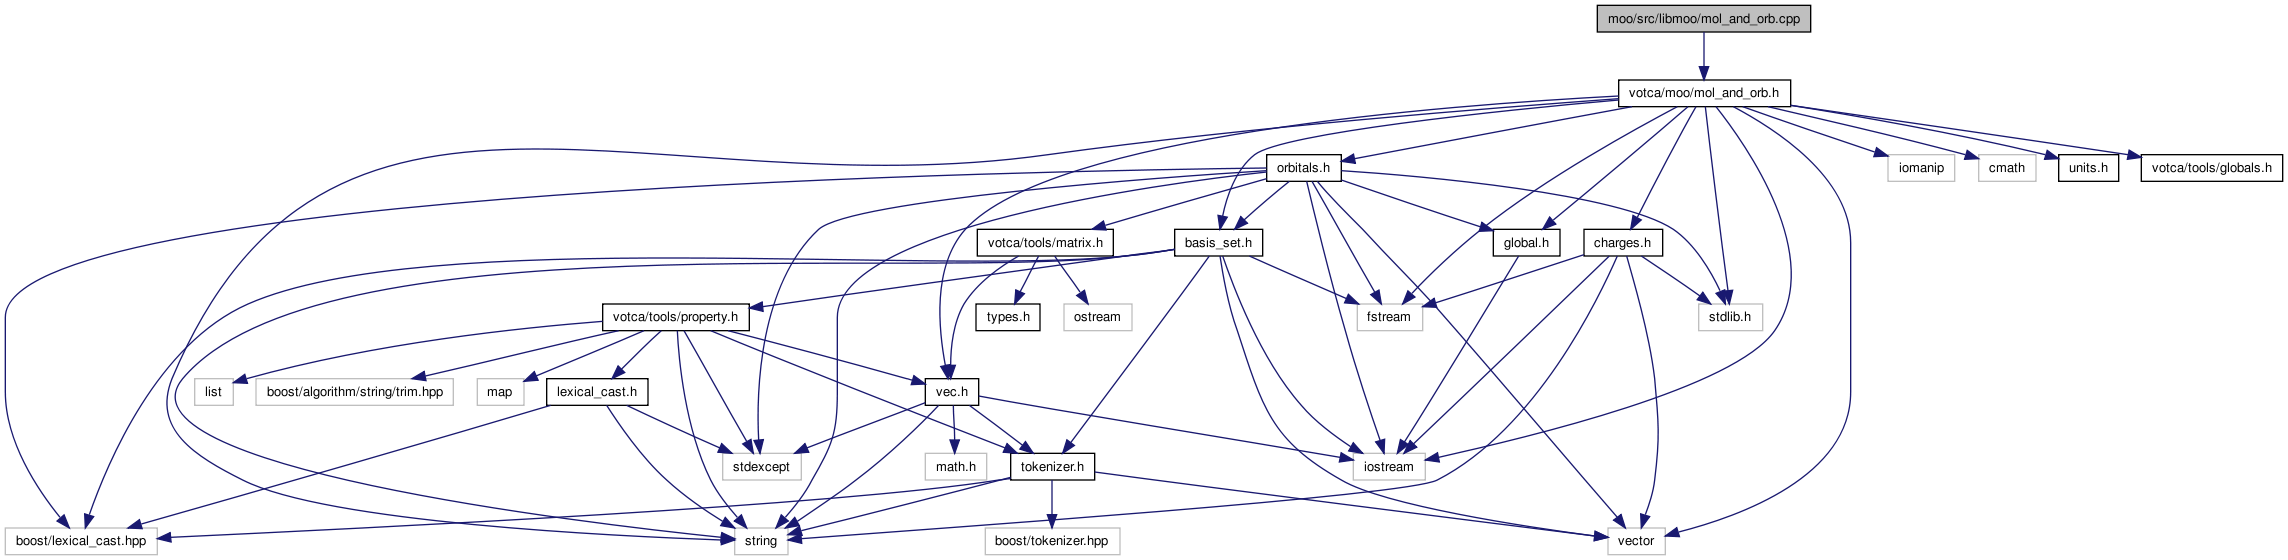 moo/src/libmoo/mol_and_orb.cpp
votca/moo/mol_and_orb.h
orbitals.h
iomanip
cmath
units.h
votca/tools/globals.h
votca/tools/matrix.h
basis_set.h
global.h
charges.h
votca/tools/property.h
types.h
ostream
fstream
stdlib.h
list
boost/algorithm/string/trim.hpp
map
lexical_cast.h
vec.h
stdexcept
math.h
tokenizer.h
iostream
boost/lexical_cast.hpp
string
boost/tokenizer.hpp
vector